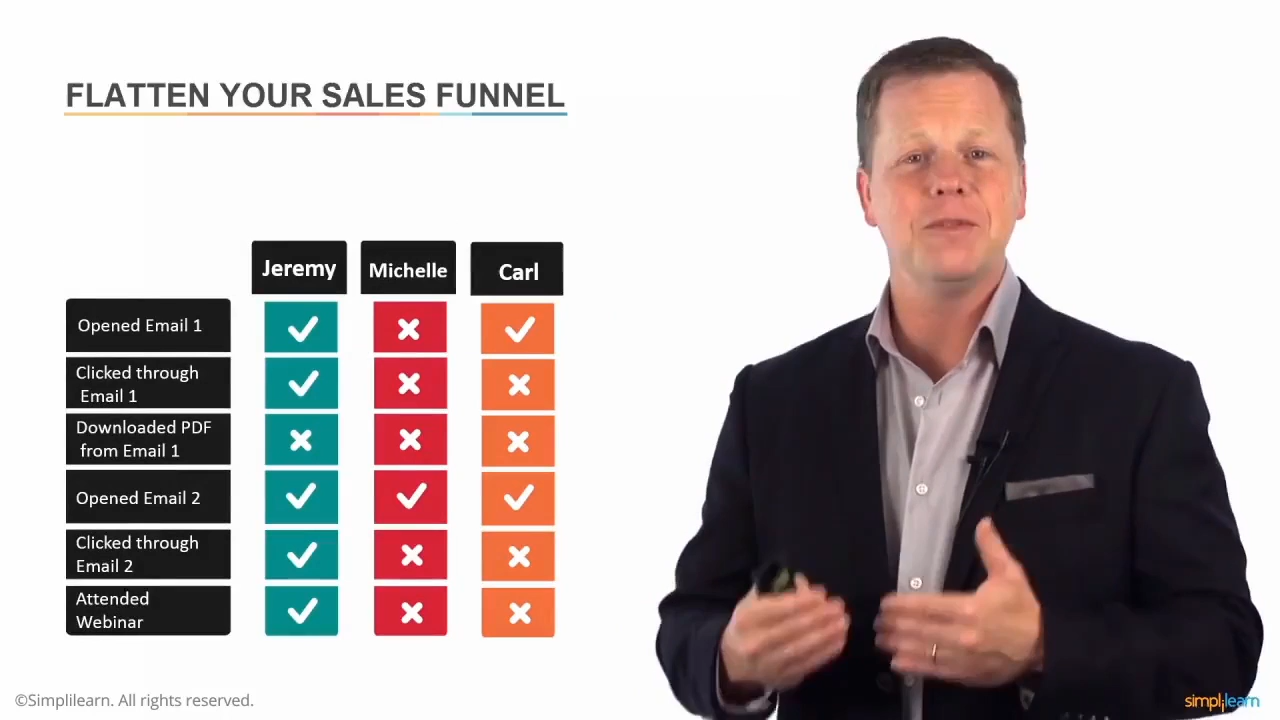 FLATTEN YOUR SALES FUNNEL
Jeremy
Michelle
Carl
Opened Email 1
Clicked through
Email 1
Downloaded PDF
from Email 1
Opened Email 2
Clicked through
Email 2
Attended
Webinar
©Simplilearn. All rights reserved.
simplilearn